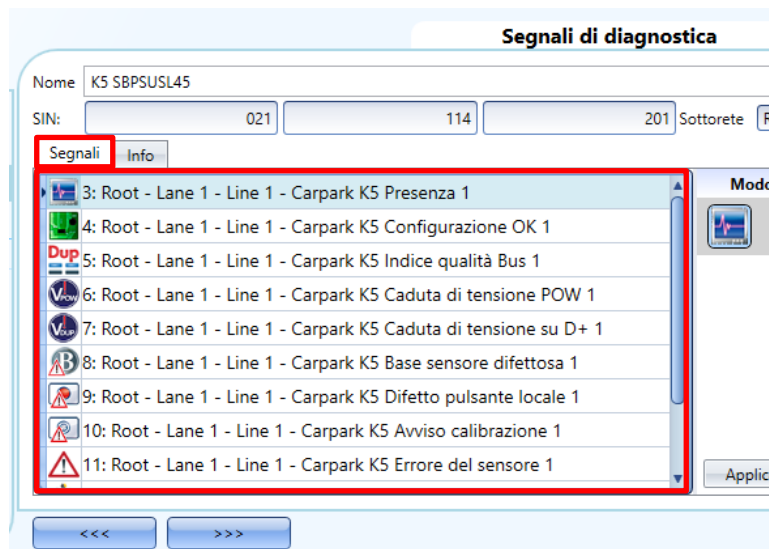 Segnali di diagnostica
Nome K5 SBPSUSL45
SIN: 021 114 201 Sottorete
Segnali Info
3: Root - Lane 1 - Line 1 - Carpark K5 Presenza 1
4: Root - Lane 1 - Line 1 - Carpark K5 Configurazione OK 1
Dup 5: Root - Lane 1 - Line 1 - Carpark K5 Indice qualità Bus 1
VPOW 6: Root - Lane 1 - Line 1 - Carpark K5 Caduta di tensione POW 1
VDUP 7: Root - Lane 1 - Line 1 - Carpark K5 Caduta di tensione su D+ 1
B 8: Root - Lane 1 - Line 1 - Carpark K5 Base sensore difettosa 1
9: Root - Lane 1 - Line 1 - Carpark K5 Difetto pulsante locale 1
10: Root - Lane 1 - Line 1 - Carpark K5 Avviso calibrazione 1
11: Root - Lane 1 - Line 1 - Carpark K5 Errore del sensore 1
Modo
Applic
<<< >>>